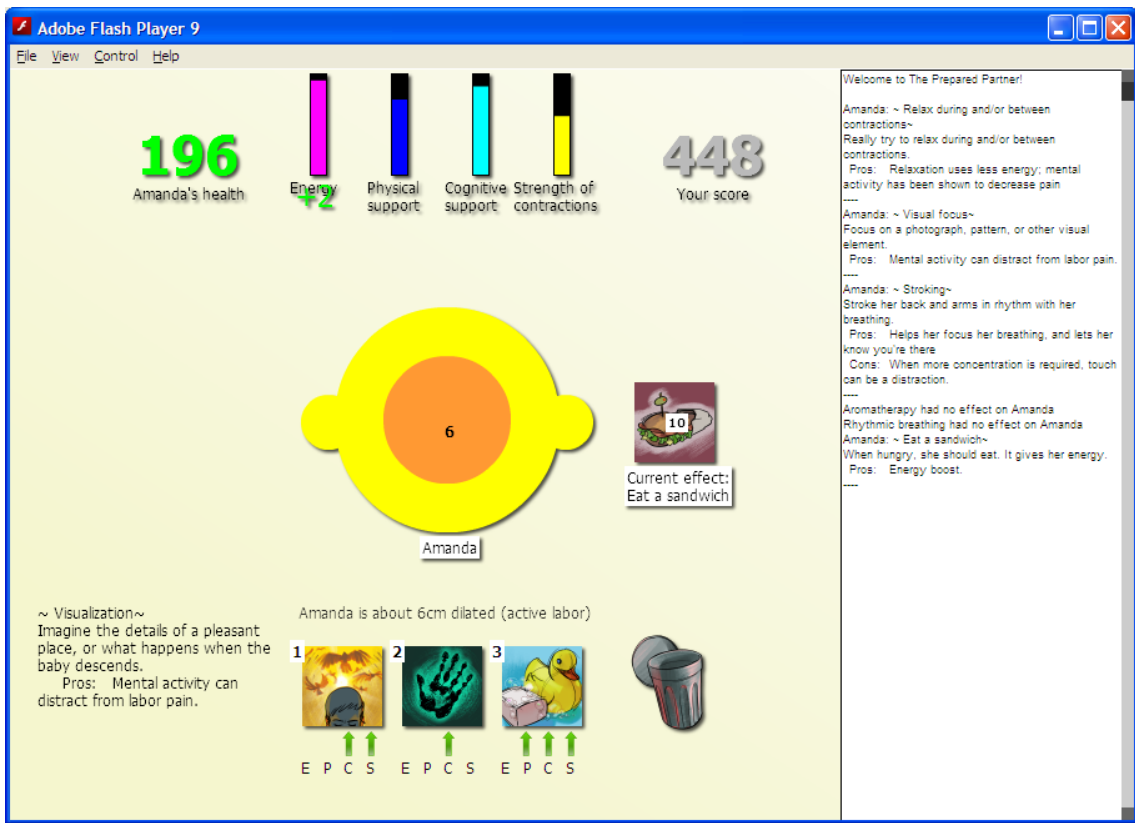 Adobe Flash Player 9
File View Control Help
196
Amanda's health
Energy
+2
Physical
support
Cognitive
support
Strength of
contractions
448
Your score
6
Amanda
10
Current effect:
Eat a sandwich
~ Visualization~
Imagine the details of a pleasant
place, or what happens when the
baby descends.
Pros: Mental activity can
distract from labor pain.
Amanda is about 6cm dilated (active labor)
1
2
3
E P C S
E P C S
E P C S
Welcome to The Prepared Partner!
Amanda: ~ Relax during and/or between
contractions~
Really try to relax during and/or between
contractions.
Pros: Relaxation uses less energy; mental
activity has been shown to decrease pain
----
Amanda: ~ Visual focus~
Focus on a photograph, pattern, or other visual
element.
Pros: Mental activity can distract from labor pain.
----
Amanda: ~ Stroking~
Stroke her back and arms in rhythm with her
breathing.
Pros: Helps her focus her breathing, and lets her
know you're there
Cons: When more concentration is required, touch
can be a distraction.
----
Aromatherapy had no effect on Amanda
Rhythmic breathing had no effect on Amanda
Amanda: ~ Eat a sandwich~
When hungry, she should eat. It gives her energy.
Pros: Energy boost.
----